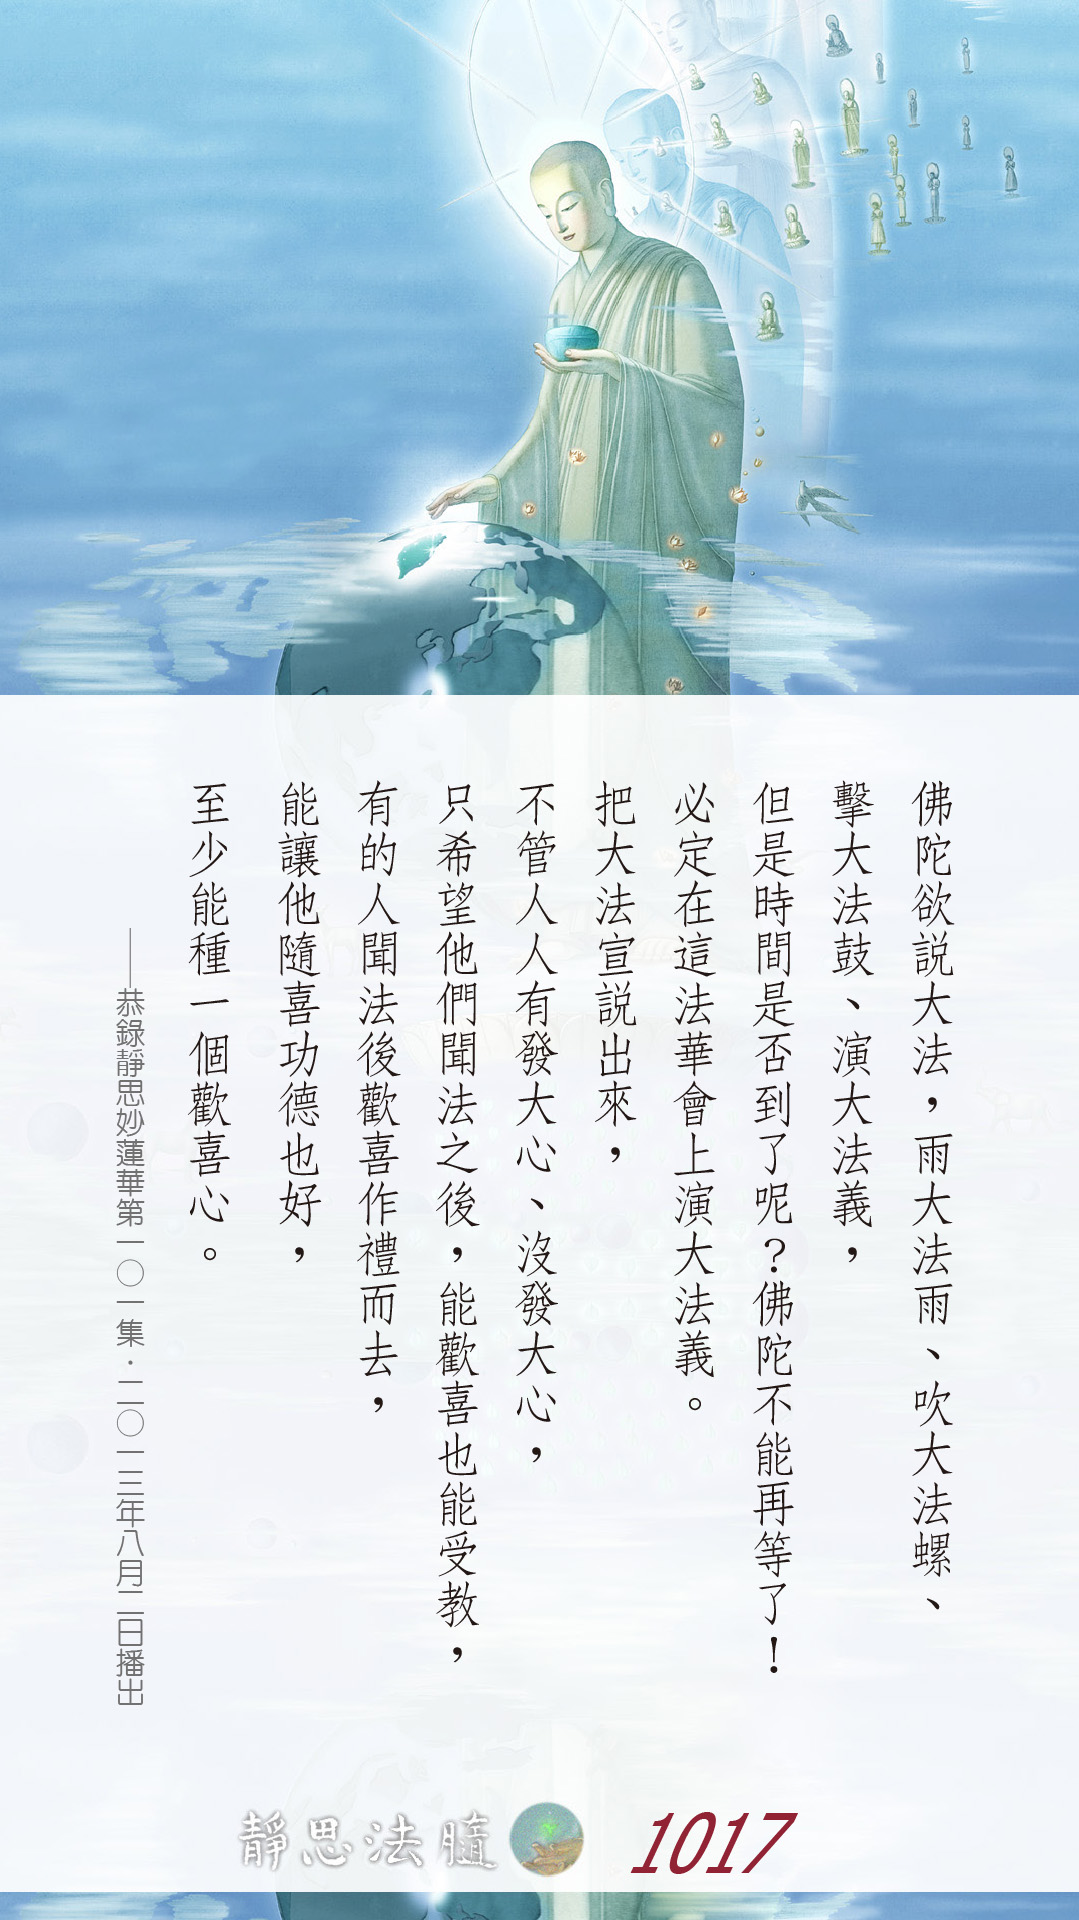 佛陀欲說大法，雨大法雨、吹大法螺、
擊大法鼓、演大法義，
但是時間是否到了呢？佛陀不能再等了！
必定在這法華會上演大法義。
把大法宣說出來，
不管人人有發大心、沒發大心，
只希望他們聞法之後，能歡喜也能受教，
有的人聞法後歡喜作禮而去，
能讓他隨喜功德也好，
至少能種一個歡喜心。
——恭錄靜思妙蓮華第一〇一集．二〇一三年八月二日播出
靜思法髓
1017